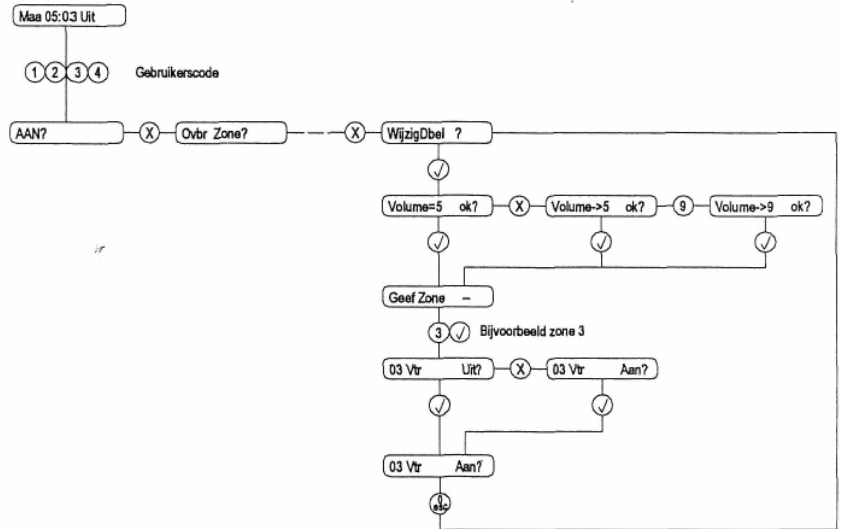 Maa 05:03 Uit
1 2 3 4 Gebruikerscode
AAN? X Ovbr Zone? X WijzigDbel ?
√
Volume=5 ok? X Volume->5 ok? 9 Volume->9 ok?
√ √ √
Geef Zone –
3 √ Bijvoorbeeld zone 3
03 Vtr Uit? X 03 Vtr Aan?
√ √
03 Vtr Aan?
0
esc